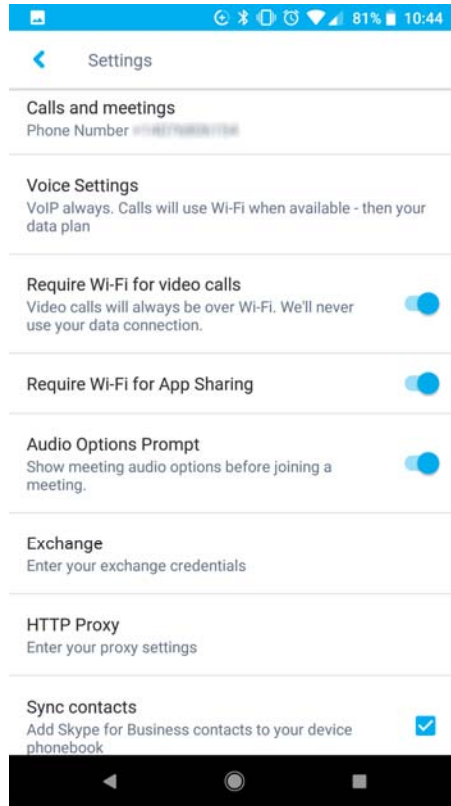 81% 10:44
Settings
Calls and meetings
Phone Number
Voice Settings
VoIP always. Calls will use Wi-Fi when available - then your
data plan
Require Wi-Fi for video calls
Video calls will always be over Wi-Fi. We'll never
use your data connection.
Require Wi-Fi for App Sharing
Audio Options Prompt
Show meeting audio options before joining a
meeting.
Exchange
Enter your exchange credentials
HTTP Proxy
Enter your proxy settings
Sync contacts
Add Skype for Business contacts to your device
phonebook